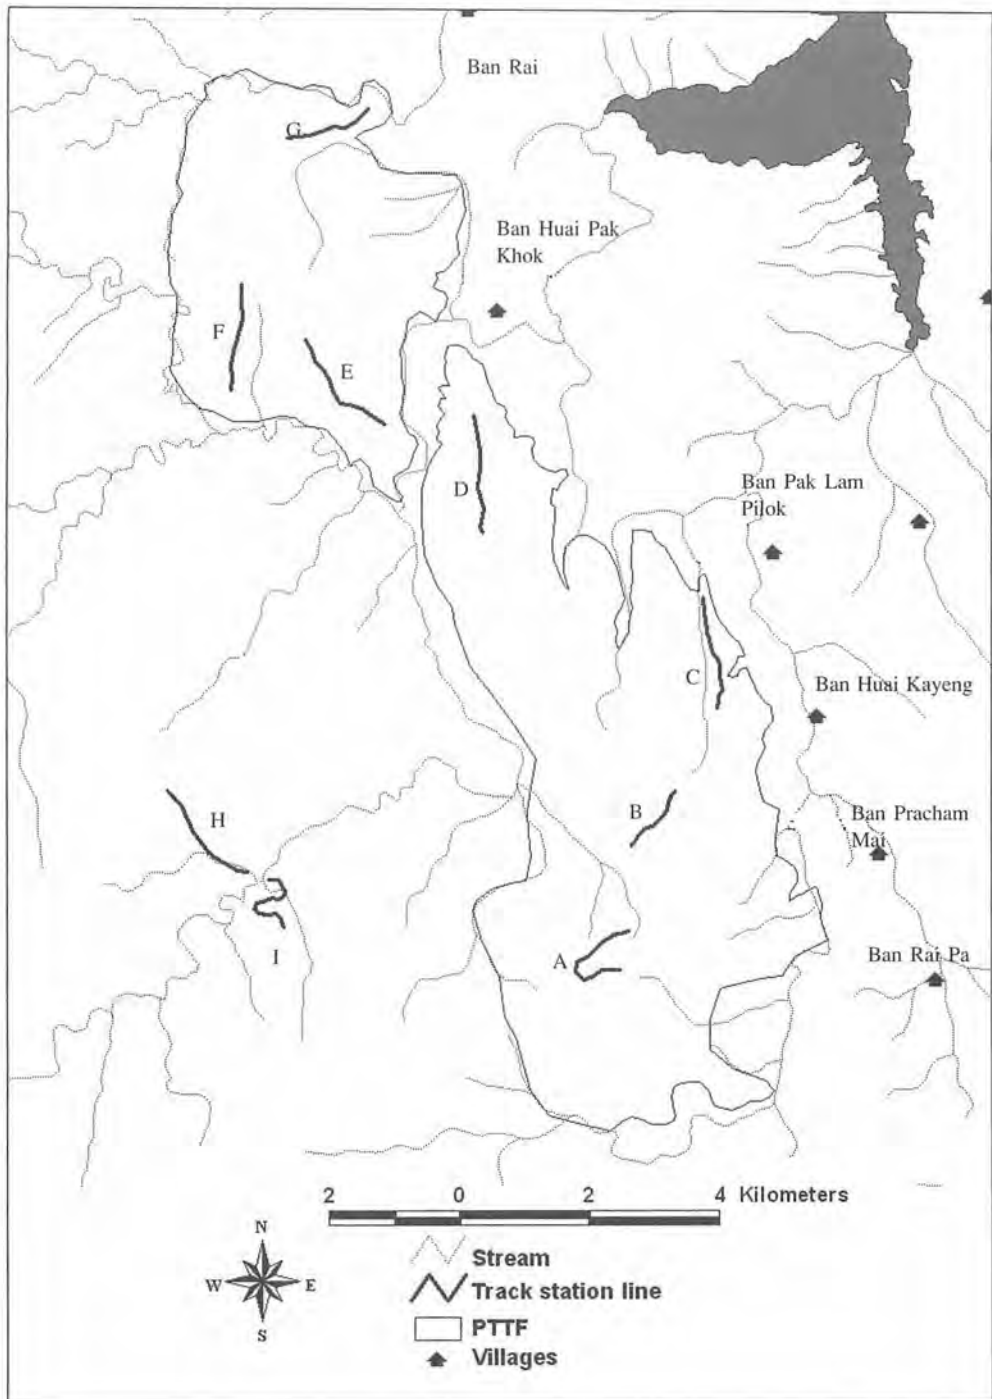 Ban Rai
G
Ban Huai Pak
Khok
F
E
D
Ban Pak Lam
Pilok
C
Ban Huai Kayeng
H
B
Ban Pracham
Mai
I
A
Ban Rai Pa
2 0 2 4 Kilometers
N
W E
S
Stream
Track station line
PTTF
Villages